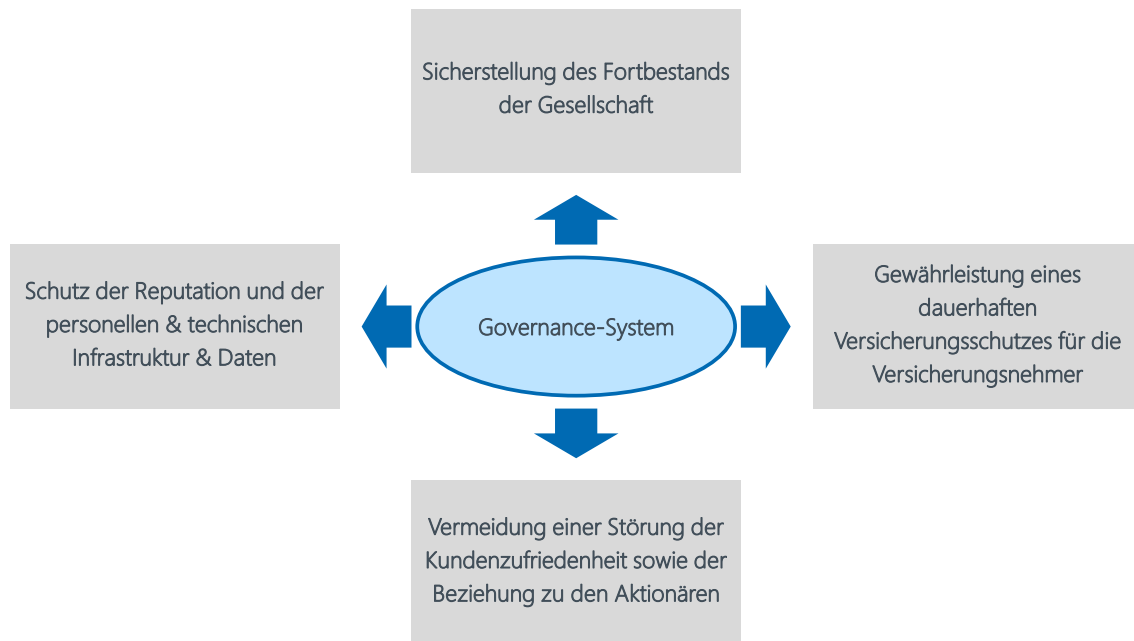 Sicherstellung des Fortbestands
der Gesellschaft
Schutz der Reputation und der
personellen & technischen
Infrastruktur & Daten
Governance-System
Gewährleistung eines
dauerhaften
Versicherungsschutzes für die
Versicherungsnehmer
Vermeidung einer Störung der
Kundenzufriedenheit sowie der
Beziehung zu den Aktionären